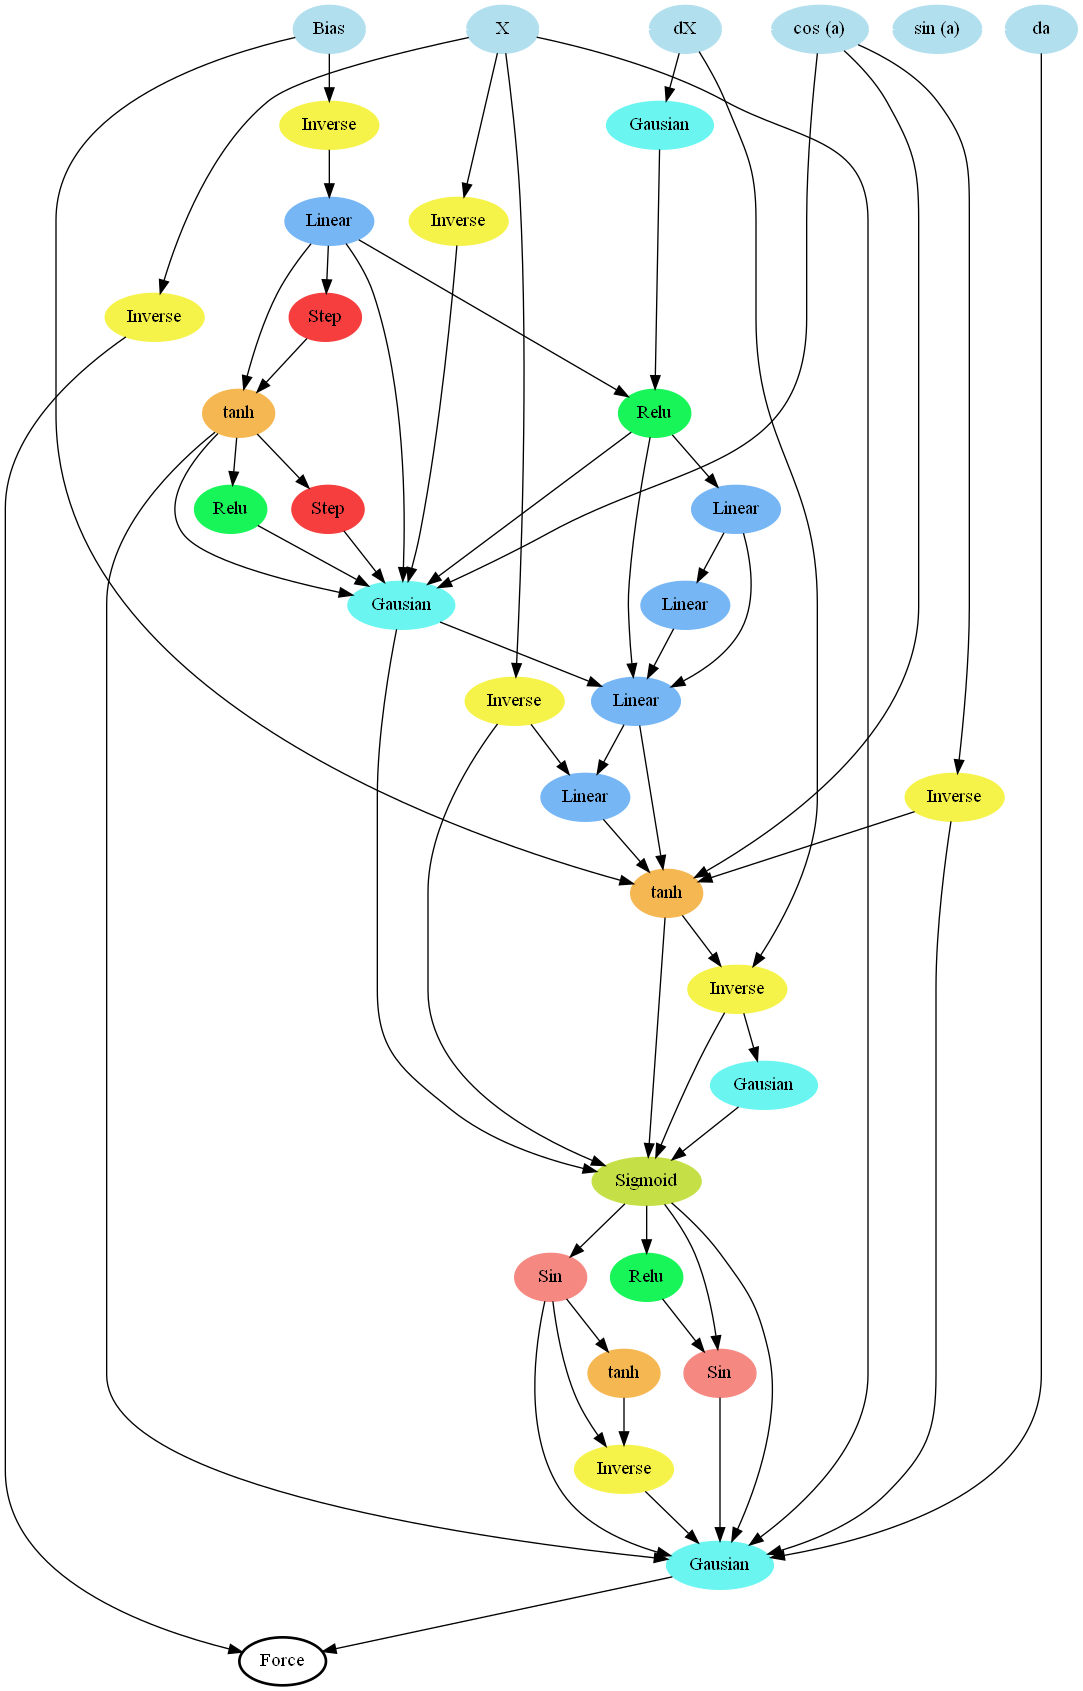 Bias
X
dX
cos (a)
sin (a)
da
Inverse
Gausian
Linear
Inverse
Inverse
Step
tanh
Relu
Relu
Step
Linear
Gausian
Linear
Inverse
Linear
Linear
Inverse
tanh
Inverse
Gausian
Sigmoid
Sin
Relu
tanh
Sin
Inverse
Gausian
Force